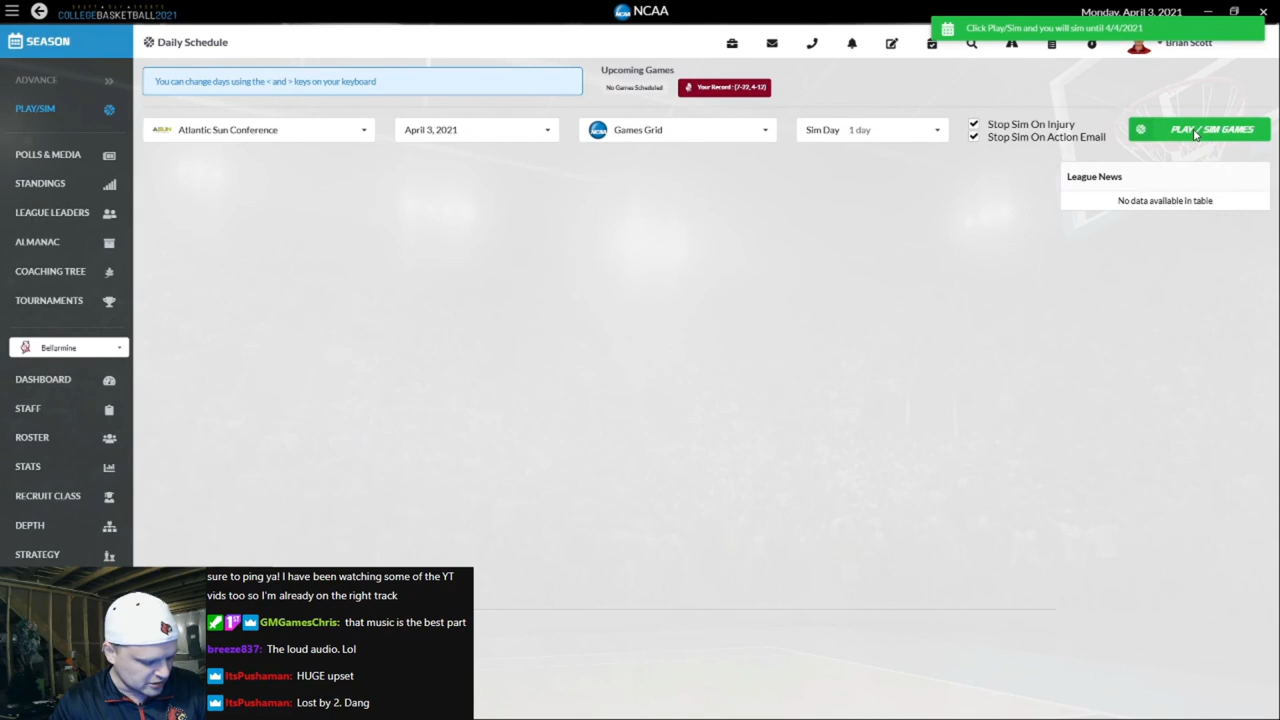 DRAFT DAY SPORTS
COLLEGEBASKETBALL2021
NCAA
Monday, April 3, 2021
SEASON
Daily Schedule
Click Play/Sim and you will sim until 4/4/2021
Brian Scott
ADVANCE
You can change days using the < and > keys on your keyboard
Upcoming Games
No Games Scheduled
Your Record : (7-22, 4-12)
PLAY/SIM
Atlantic Sun Conference
April 3, 2021
Games Grid
Sim Day 1 day
Stop Sim On Injury
Stop Sim On Action Email
PLAY / SIM GAMES
POLLS & MEDIA
League News
No data available in table
STANDINGS
LEAGUE LEADERS
ALMANAC
COACHING TREE
TOURNAMENTS
Bellarmine
DASHBOARD
STAFF
ROSTER
STATS
RECRUIT CLASS
DEPTH
STRATEGY
sure to ping ya! I have been watching some of the YT
vids too so I'm already on the right track
GMGamesChris: that music is the best part
breeze837: The loud audio. Lol
ItsPushaman: HUGE upset
ItsPushaman: Lost by 2. Dang